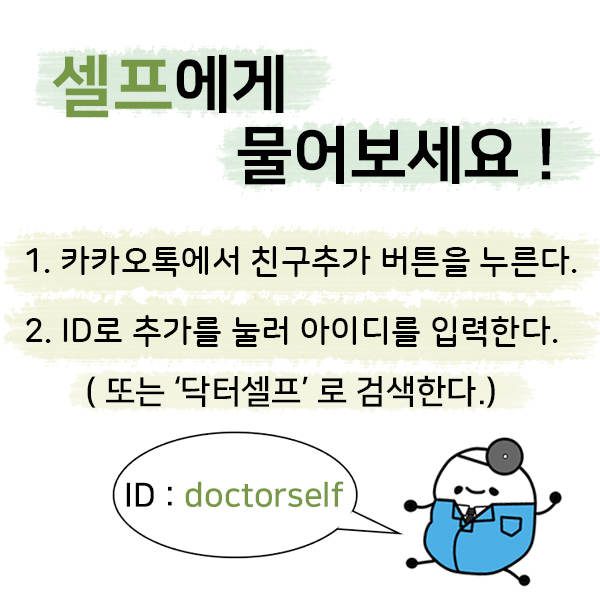 셀프에게
물어보세요 !
1. 카카오톡에서 친구추가 버튼을 누른다.
2. ID로 추가를 눌러 아이디를 입력한다.
( 또는 ‘닥터셀프’ 로 검색한다.)
ID : doctorself